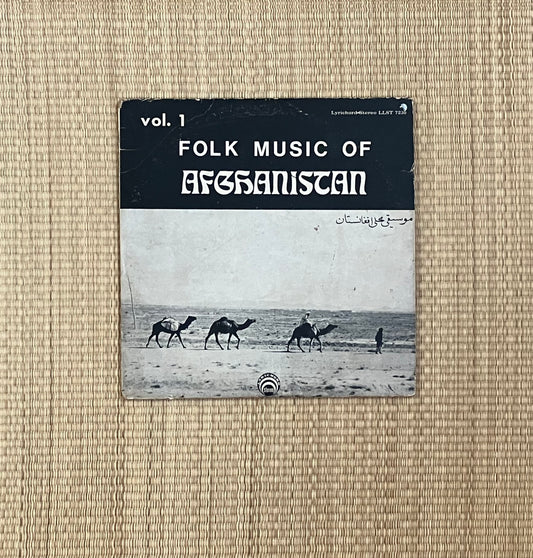 vol. 1
Lyrichord Stereo LLST 7230
FOLK MUSIC OF
AFGHANISTAN
موسیقی محلی افغانستان